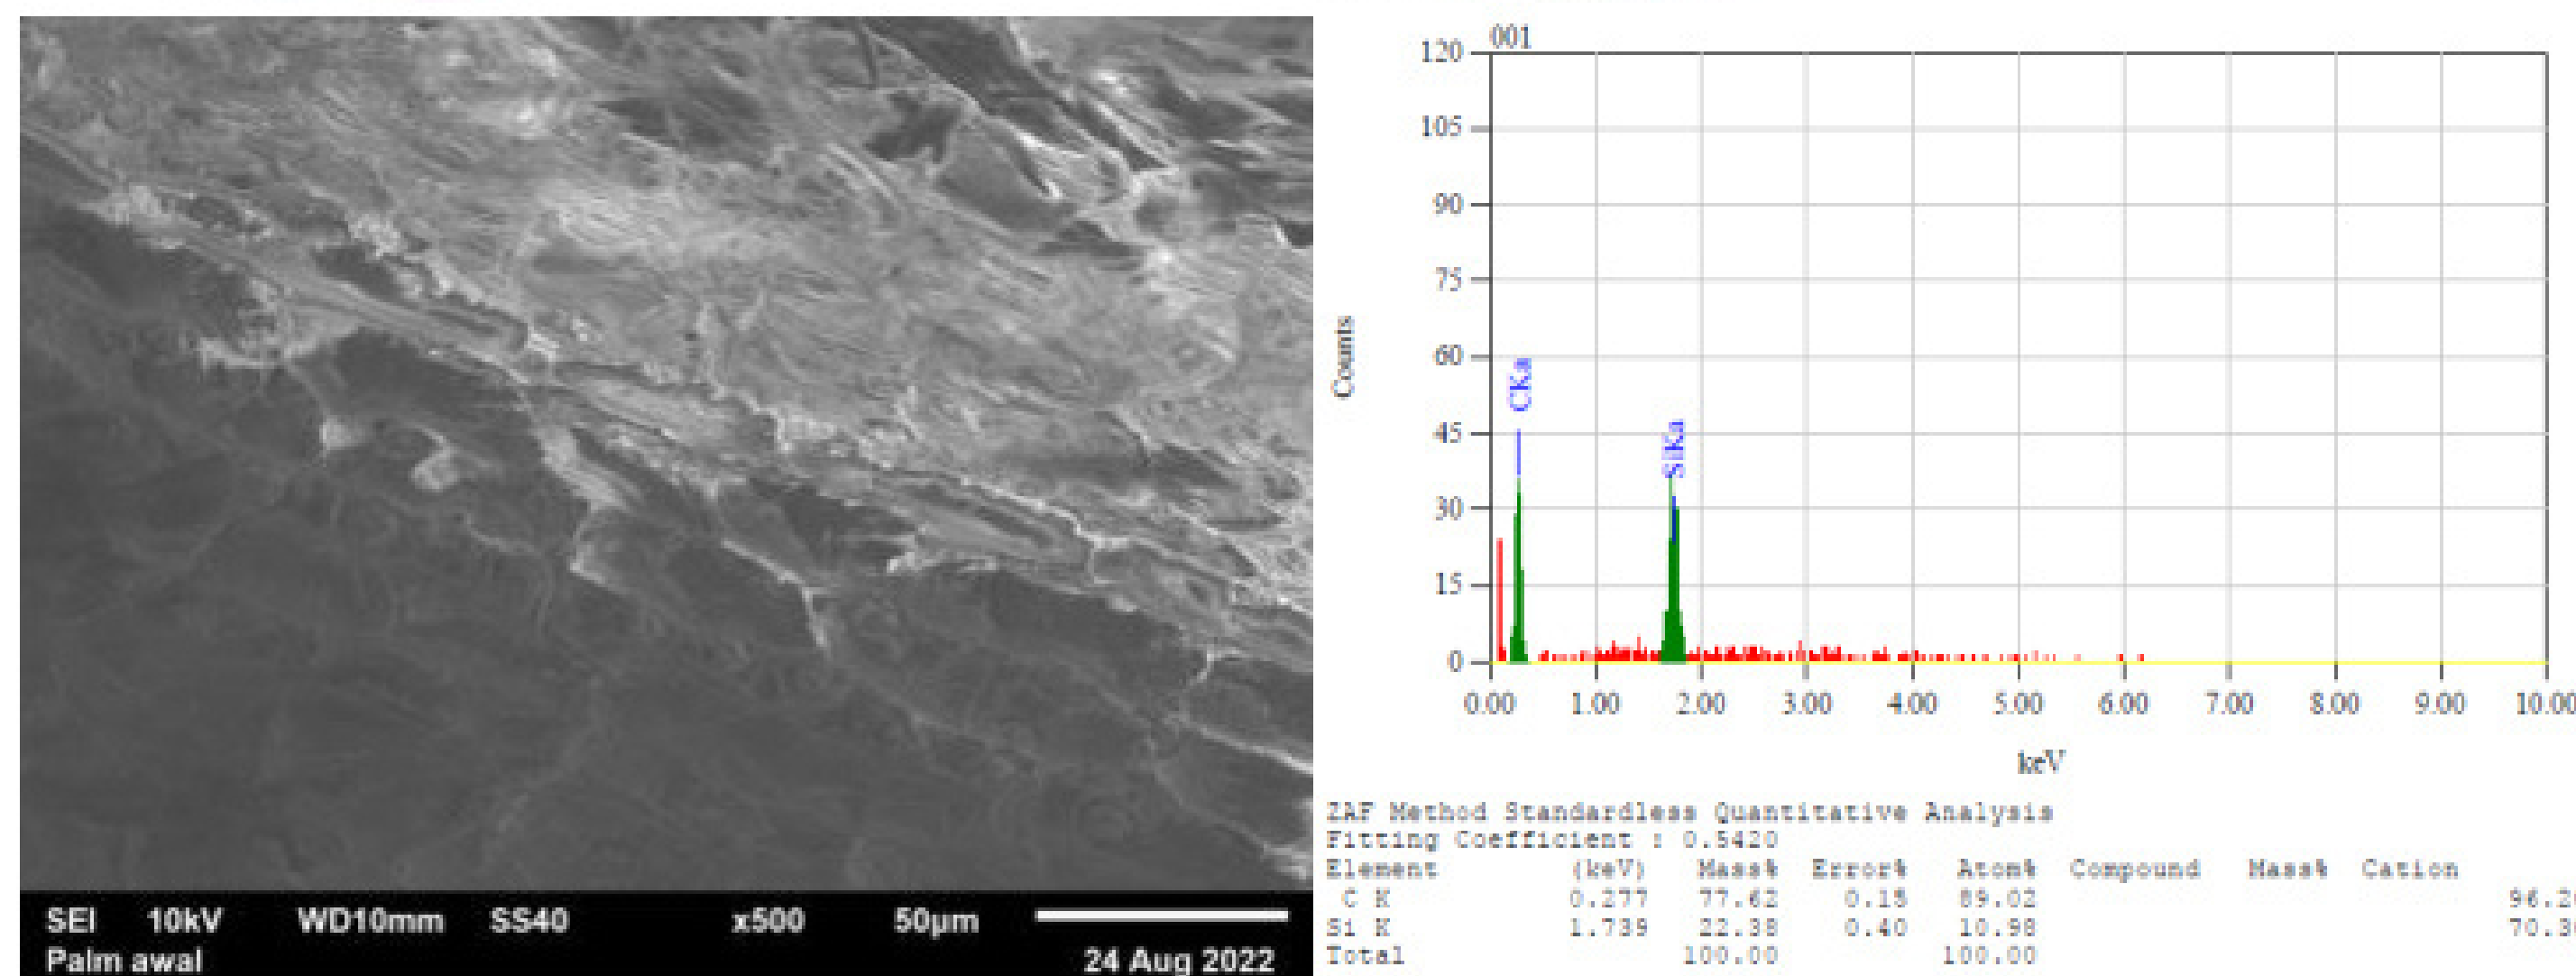 SEI 10kV WD10mm SS40 x500 50μm
Palm awal 24 Aug 2022
001
120
105
90
75
60
45
30
15
0
Counts
CKa
SiKa
0.00 1.00 2.00 3.00 4.00 5.00 6.00 7.00 8.00 9.00 10.00
keV
ZAF Method Standardless Quantitative Analysis
Fitting Coefficient : 0.5420
Element (keV) Mass% Error% Atom% Compound Mass% Cation
C K 0.277 77.62 0.15 89.02
Si K 1.739 22.38 0.40 10.98
Total 100.00 100.00